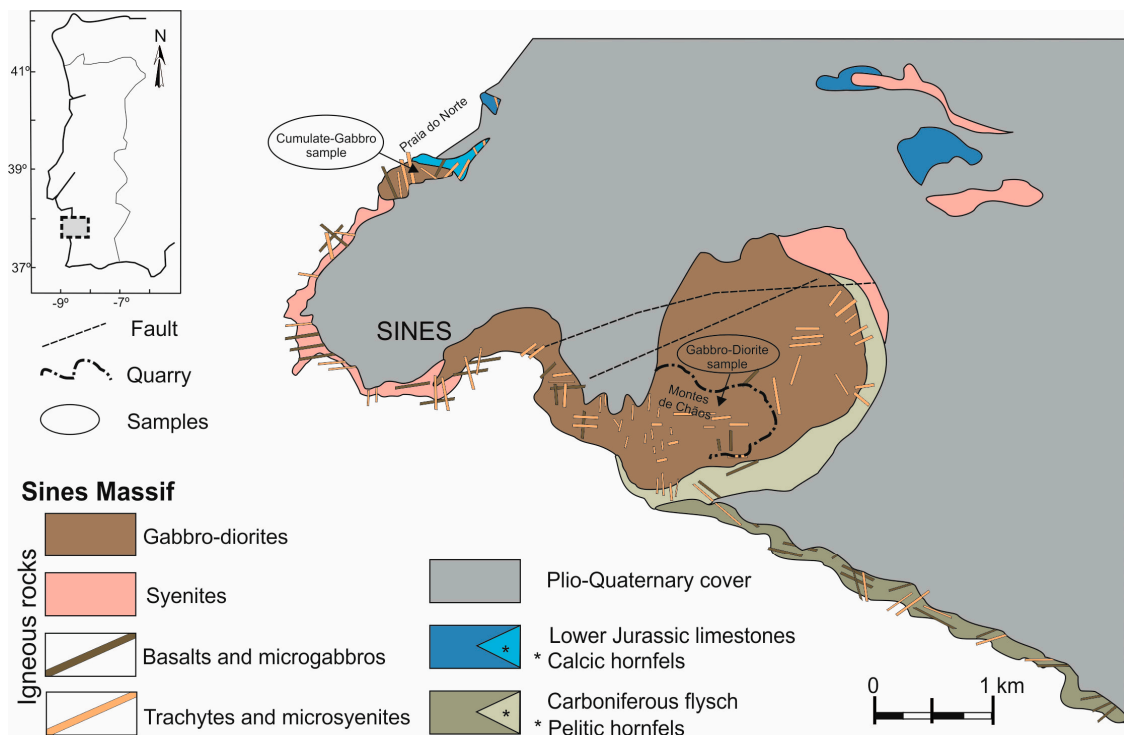 N
41º
39º
37º
-9º
-7º
Fault
Quarry
Samples
Praia do Norte
Cumulate-Gabbro
sample
SINES
Gabbro-Diorite
sample
Montes
de Chãos
Sines Massif
Igneous rocks
Gabbro-diorites
Syenites
Basalts and microgabbros
Trachytes and microsyenites
Plio-Quaternary cover
Lower Jurassic limestones
* Calcic hornfels
*
Carboniferous flysch
* Pelitic hornfels
*
0
1 km